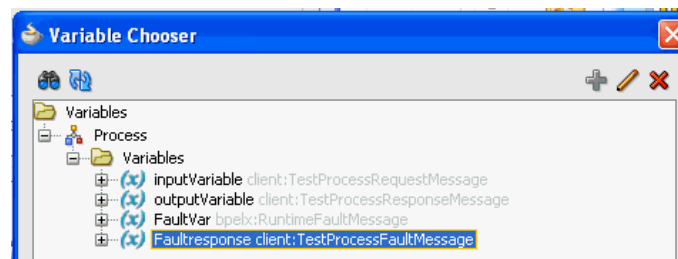 Variable Chooser
Variables
Process
Variables
(x) inputVariable client:TestProcessRequestMessage
(x) outputVariable client:TestProcessResponseMessage
(x) FaultVar bpelx:RuntimeFaultMessage
(x) Faultresponse client:TestProcessFaultMessage